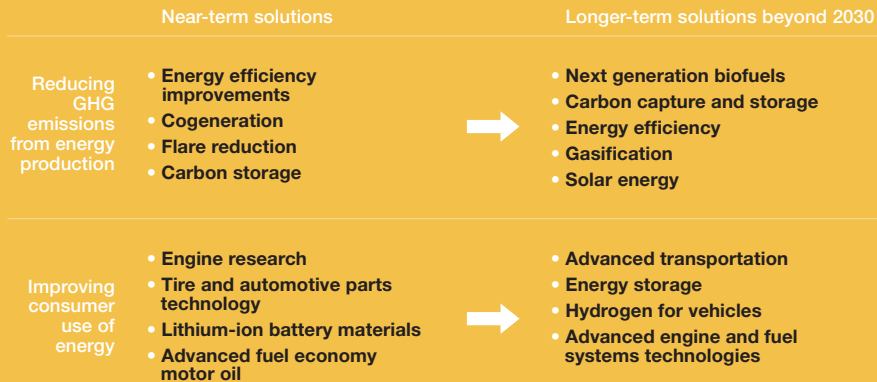 Near-term solutions
Longer-term solutions beyond 2030
Reducing
GHG
emissions
from energy
production
• Energy efficiency
improvements
• Cogeneration
• Flare reduction
• Carbon storage
• Next generation biofuels
• Carbon capture and storage
• Energy efficiency
• Gasification
• Solar energy
Improving
consumer
use of
energy
• Engine research
• Tire and automotive parts
technology
• Lithium-ion battery materials
• Advanced fuel economy
motor oil
• Advanced transportation
• Energy storage
• Hydrogen for vehicles
• Advanced engine and fuel
systems technologies